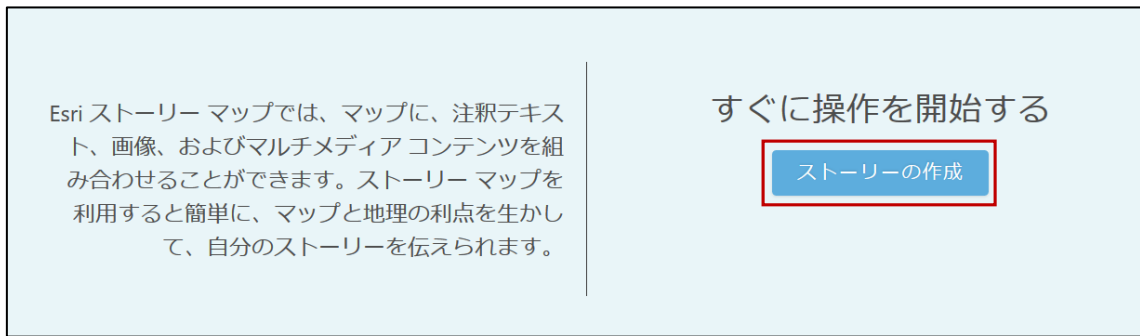 Esri ストーリー マップでは、マップに、注釈テキス
ト、画像、およびマルチメディア コンテンツを組
み合わせることができます。ストーリー マップを
利用すると簡単に、マップと地理の利点を生かし
て、自分のストーリーを伝えられます。
すぐに操作を開始する
ストーリーの作成